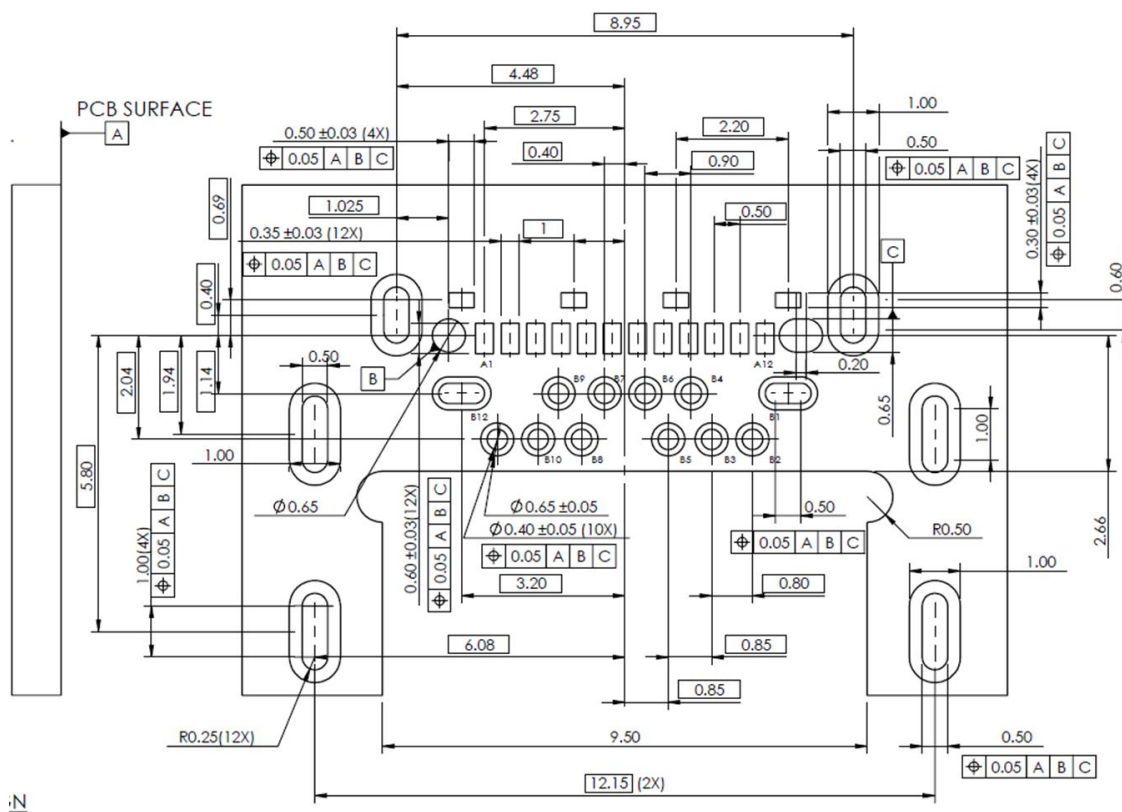 8.95
4.48
PCB SURFACE
A
2.75
2.20
1.00
0.50 ±0.03 (4X)
⌖ 0.05 A B C
0.40
0.90
0.50
⌖ 0.05 A B C
0.30 ±0.03(4X)
⌖ 0.05 A B C
0.69
1.025
0.50
0.35 ±0.03 (12X)
1
⌖ 0.05 A B C
C
0.40
0.60
A1
A12
0.50
B
0.20
2.04
1.94
1.14
B9
B7
B6
B4
0.65
B12
B1
1.00
1.00
B10
B8
B5
B3
B2
5.80
1.00(4X)
⌖ 0.05 A B C
Ø0.65
0.60 ±0.03(12X)
⌖ 0.05 A B C
Ø0.65 ±0.05
Ø0.40 ±0.05 (10X)
⌖ 0.05 A B C
0.50
⌖ 0.05 A B C
R0.50
2.66
3.20
0.80
1.00
6.08
0.85
0.85
R0.25(12X)
9.50
0.50
⌖ 0.05 A B C
12.15 (2X)